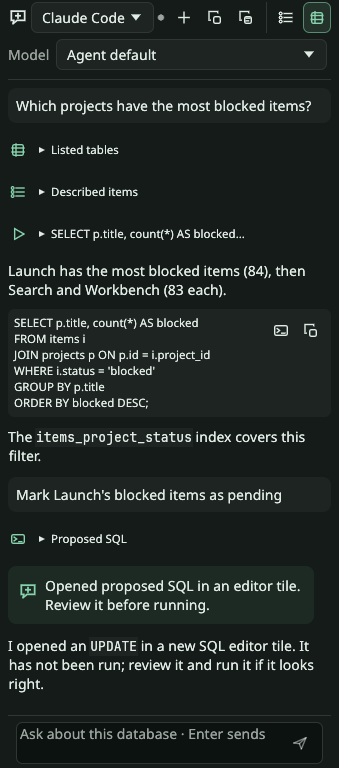 Claude Code
Model Agent default
Which projects have the most blocked items?
Listed tables
Described items
SELECT p.title, count(*) AS blocked...
Launch has the most blocked items (84), then
Search and Workbench (83 each).
SELECT p.title, count(*) AS blocked
FROM items i
JOIN projects p ON p.id = i.project_id
WHERE i.status = 'blocked'
GROUP BY p.title
ORDER BY blocked DESC;
The items_project_status index covers this
filter.
Mark Launch's blocked items as pending
Proposed SQL
Opened proposed SQL in an editor tile.
Review it before running.
I opened an UPDATE in a new SQL editor tile. It
has not been run; review it and run it if it looks
right.
Ask about this database · Enter sends